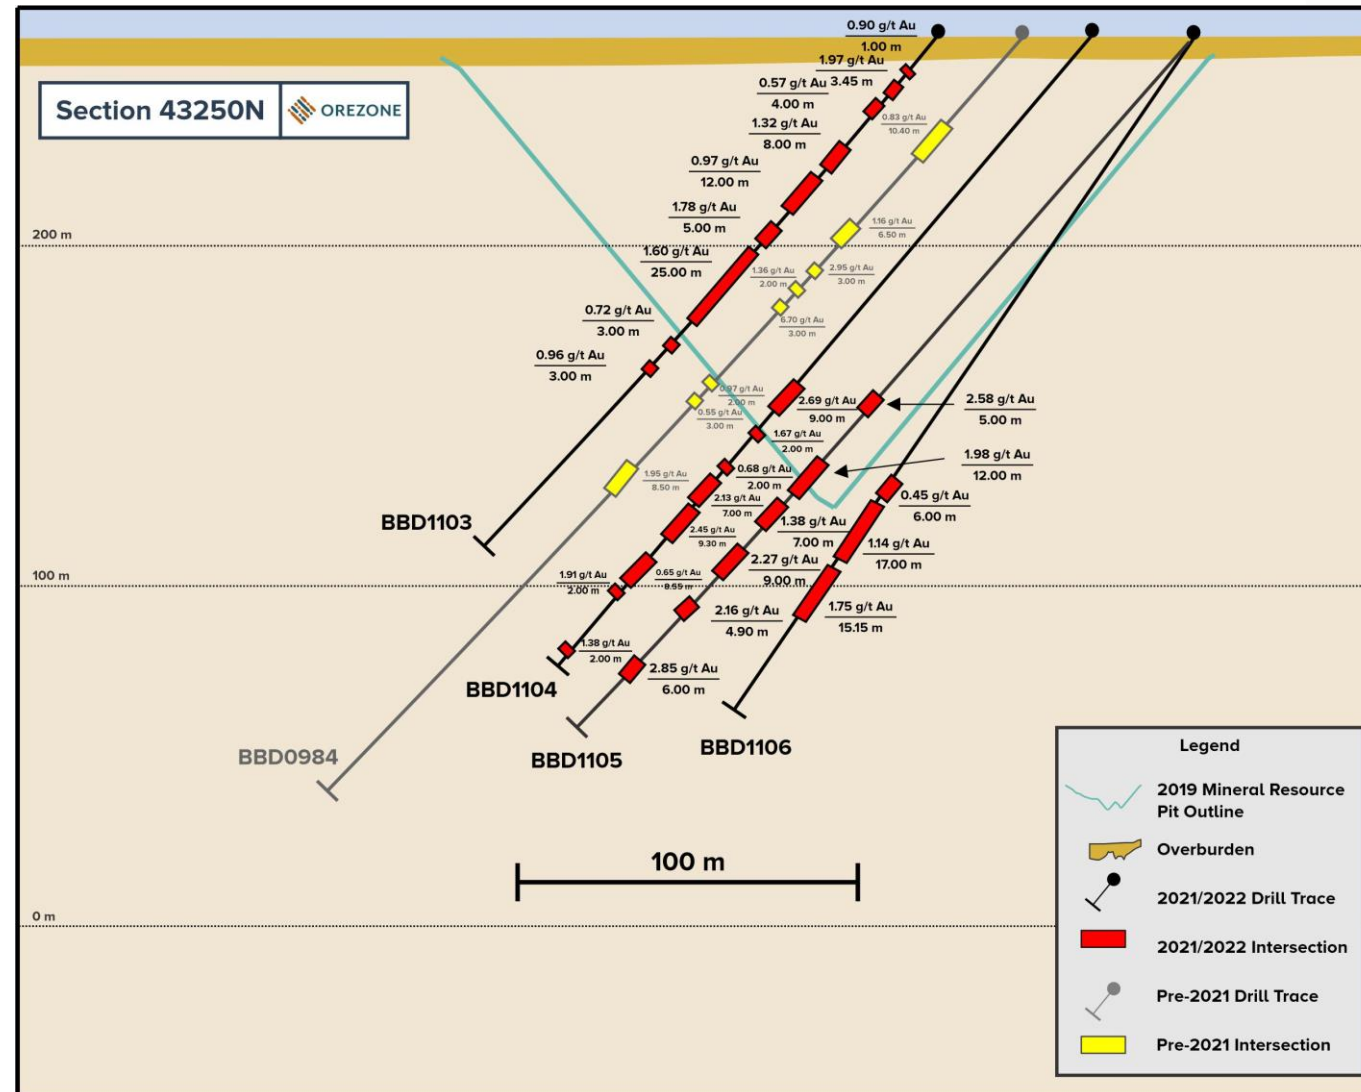 Section 43250N
OREZONE
0.90 g/t Au
1.00 m
1.97 g/t Au
3.45 m
0.57 g/t Au
4.00 m
1.32 g/t Au
8.00 m
0.97 g/t Au
12.00 m
1.78 g/t Au
5.00 m
1.60 g/t Au
25.00 m
0.72 g/t Au
3.00 m
0.96 g/t Au
3.00 m
0.83 g/t Au
10.40 m
1.16 g/t Au
6.50 m
2.95 g/t Au
3.00 m
1.36 g/t Au
2.00 m
6.70 g/t Au
3.00 m
0.97 g/t Au
2.00 m
0.55 g/t Au
3.00 m
1.95 g/t Au
8.50 m
2.69 g/t Au
9.00 m
1.67 g/t Au
2.00 m
0.68 g/t Au
2.00 m
2.13 g/t Au
7.00 m
2.45 g/t Au
9.30 m
0.65 g/t Au
8.55 m
1.91 g/t Au
2.00 m
1.38 g/t Au
2.00 m
2.58 g/t Au
5.00 m
1.98 g/t Au
12.00 m
1.38 g/t Au
7.00 m
2.27 g/t Au
9.00 m
2.16 g/t Au
4.90 m
2.85 g/t Au
6.00 m
0.45 g/t Au
6.00 m
1.14 g/t Au
17.00 m
1.75 g/t Au
15.15 m
200 m
100 m
0 m
BBD1103
BBD1104
BBD0984
BBD1105
BBD1106
100 m
Legend
2019 Mineral Resource
Pit Outline
Overburden
2021/2022 Drill Trace
2021/2022 Intersection
Pre-2021 Drill Trace
Pre-2021 Intersection